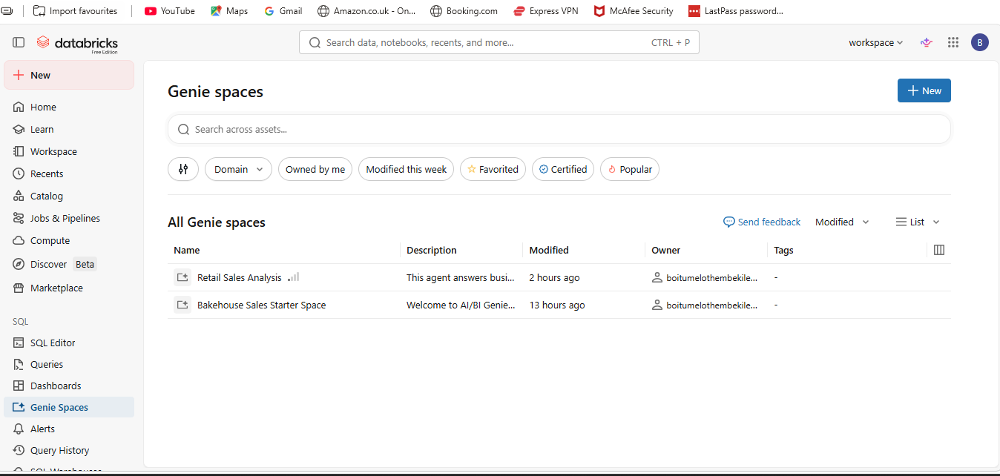 Import favourites YouTube Maps Gmail Amazon.co.uk - On... Booking.com Express VPN McAfee Security LastPass password...
databricks
Free Edition
Search data, notebooks, recents, and more... CTRL + P
workspace
B
New
Home
Learn
Workspace
Recents
Catalog
Jobs & Pipelines
Compute
Discover Beta
Marketplace
SQL
SQL Editor
Queries
Dashboards
Genie Spaces
Alerts
Query History
SQL Warehouses
Genie spaces
New
Search across assets...
Domain Owned by me Modified this week Favorited Certified Popular
All Genie spaces
Send feedback Modified List
Name Description Modified Owner Tags
Retail Sales Analysis This agent answers busi... 2 hours ago boitumelothembekile... -
Bakehouse Sales Starter Space Welcome to AI/BI Genie... 13 hours ago boitumelothembekile... -